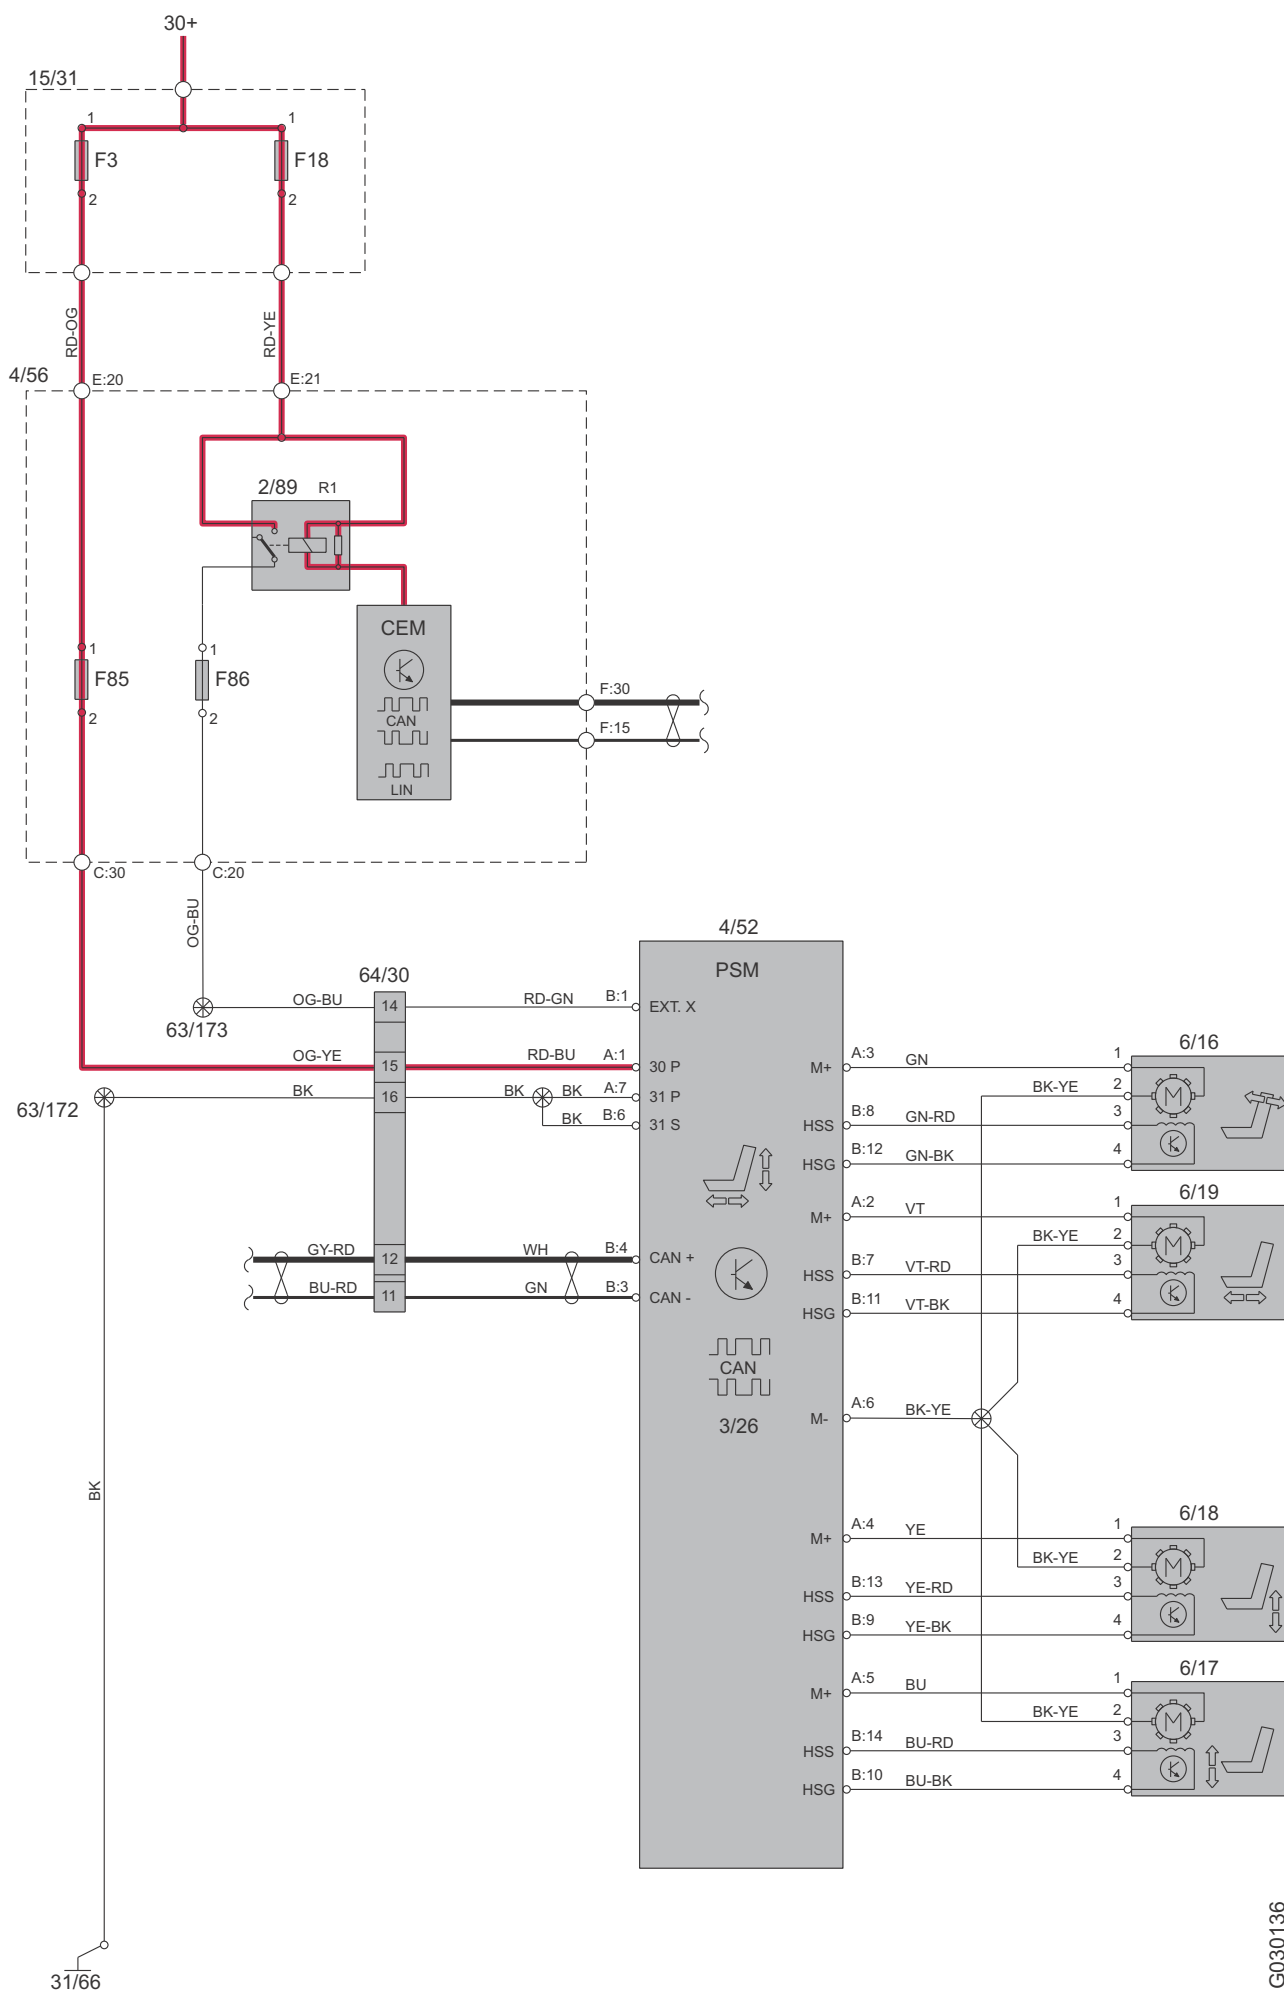 30+
15/31
1
1
F3
F18
2
2
RD-OG
RD-YE
4/56
E:20
E:21
2/89
R1
CEM
1
1
F85
F86
2
2
CAN
LIN
F:30
F:15
C:30
C:20
OG-BU
4/52
64/30
PSM
OG-BU
14
RD-GN
B:1
EXT. X
63/173
OG-YE
15
RD-BU
A:1
30 P
63/172
BK
16
BK
BK
A:7
31 P
BK
B:6
31 S
GY-RD
12
WH
B:4
CAN +
BU-RD
11
GN
B:3
CAN -
CAN
3/26
6/16
M+
A:3
GN
1
BK-YE
2
M
HSS
B:8
GN-RD
3
HSG
B:12
GN-BK
4
6/19
M+
A:2
VT
1
BK-YE
2
M
HSS
B:7
VT-RD
3
HSG
B:11
VT-BK
4
M-
A:6
BK-YE
6/18
M+
A:4
YE
1
BK-YE
2
M
HSS
B:13
YE-RD
3
HSG
B:9
YE-BK
4
6/17
M+
A:5
BU
1
BK-YE
2
M
HSS
B:14
BU-RD
3
HSG
B:10
BU-BK
4
BK
31/66
G030136